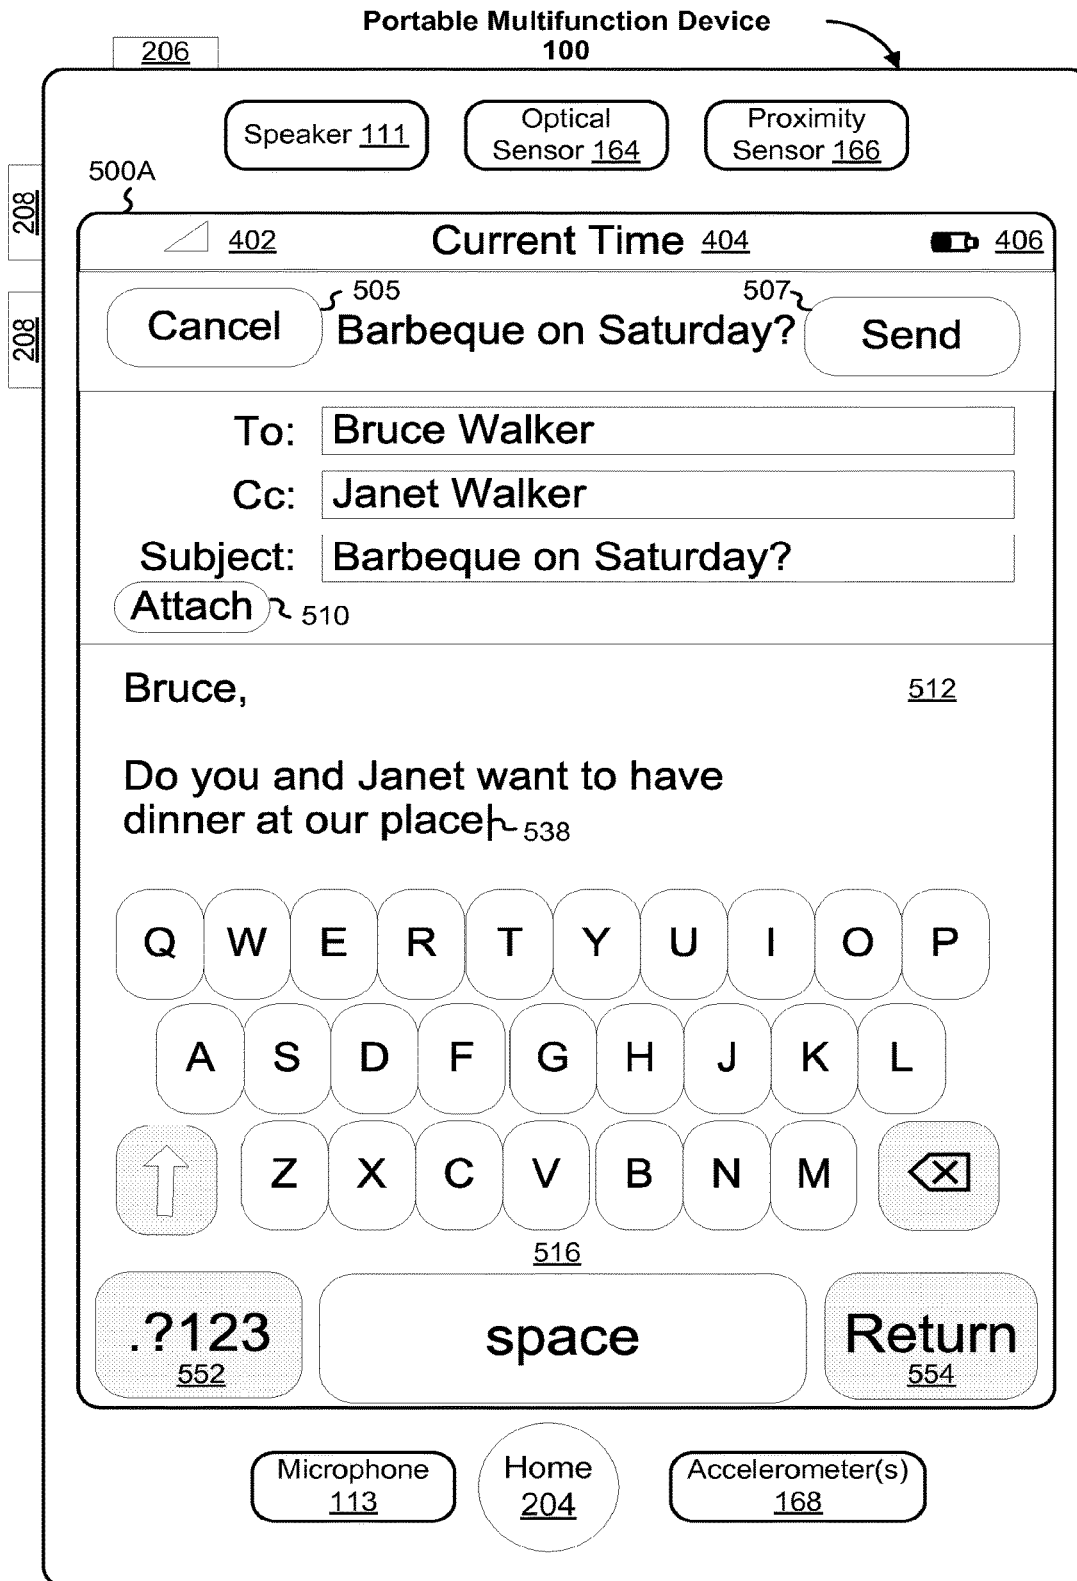 Portable Multifunction Device
100
206
Speaker 111
Optical
Sensor 164
Proximity
Sensor 166
500A
208
208
402
Current Time 404
406
505
507
Cancel
Barbeque on Saturday?
Send
To:
Bruce Walker
Cc:
Janet Walker
Subject:
Barbeque on Saturday?
Attach
510
Bruce,
512
Do you and Janet want to have
dinner at our place
538
Q W E R T Y U I O P
A S D F G H J K L
Z X C V B N M
516
.?123
552
space
Return
554
Microphone
113
Home
204
Accelerometer(s)
168